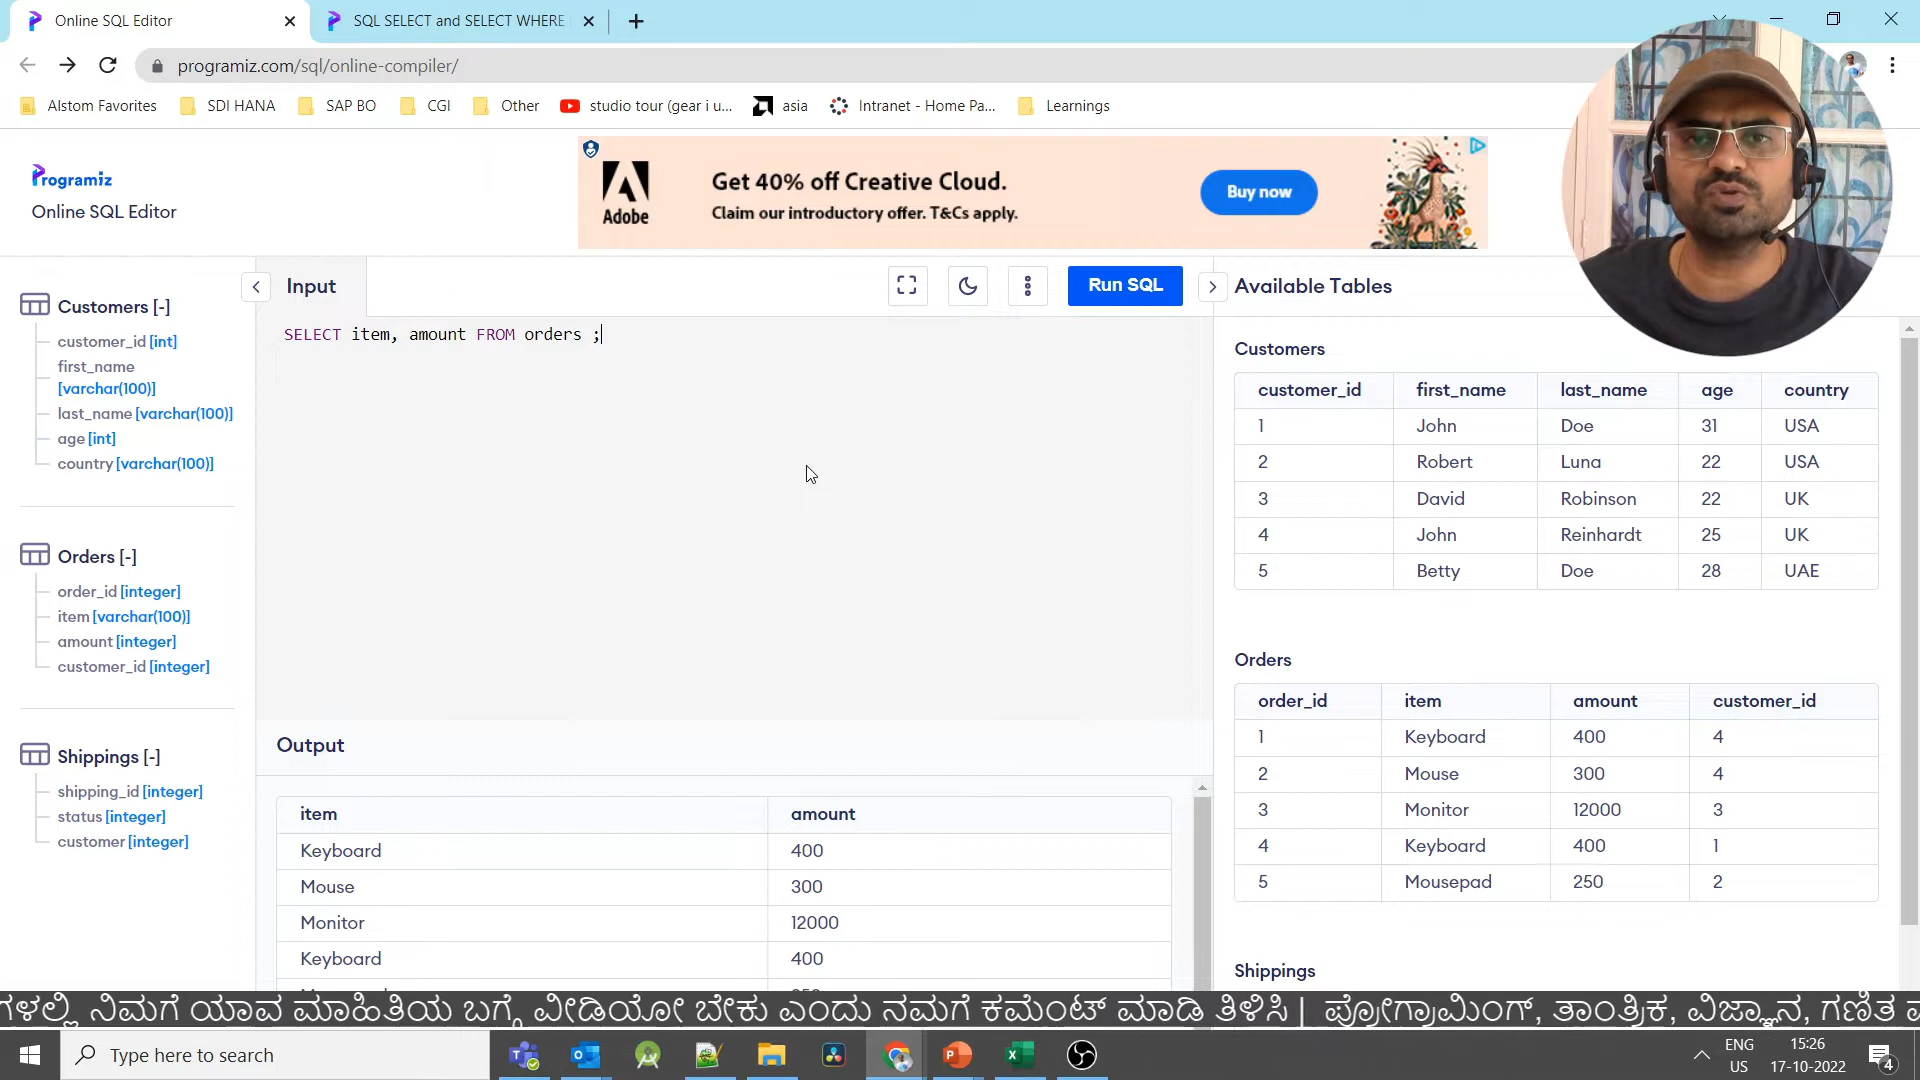 Online SQL Editor
SQL SELECT and SELECT WHERE
programiz.com/sql/online-compiler/
Alstom Favorites
SDI HANA
SAP BO
CGI
Other
studio tour (gear i u...
asia
Intranet - Home Pa...
Learnings
Programiz
Online SQL Editor
Adobe
Get 40% off Creative Cloud.
Claim our introductory offer. T&Cs apply.
Buy now
Customers [-]
customer_id [int]
first_name
[varchar(100)]
last_name [varchar(100)]
age [int]
country [varchar(100)]
Orders [-]
order_id [integer]
item [varchar(100)]
amount [integer]
customer_id [integer]
Shippings [-]
shipping_id [integer]
status [integer]
customer [integer]
Input
Run SQL
SELECT item, amount FROM orders ;
Output
item amount
Keyboard 400
Mouse 300
Monitor 12000
Keyboard 400
Available Tables
Customers
customer_id first_name last_name age country
1 John Doe 31 USA
2 Robert Luna 22 USA
3 David Robinson 22 UK
4 John Reinhardt 25 UK
5 Betty Doe 28 UAE
Orders
order_id item amount customer_id
1 Keyboard 400 4
2 Mouse 300 4
3 Monitor 12000 3
4 Keyboard 400 1
5 Mousepad 250 2
Shippings
ನಿಮಗೆ ಯಾವ ಮಾಹಿತಿಯ ಬಗ್ಗೆ ವೀಡಿಯೋ ಬೇಕು ಎಂದು ನಮಗೆ ಕಮೆಂಟ್ ಮಾಡಿ ತಿಳಿಸಿ | ಪ್ರೋಗ್ರಾಮಿಂಗ್, ತಾಂತ್ರಿಕ, ವಿಜ್ಞಾನ, ಗಣಿತ
Type here to search
ENG
US
15:26
17-10-2022
4